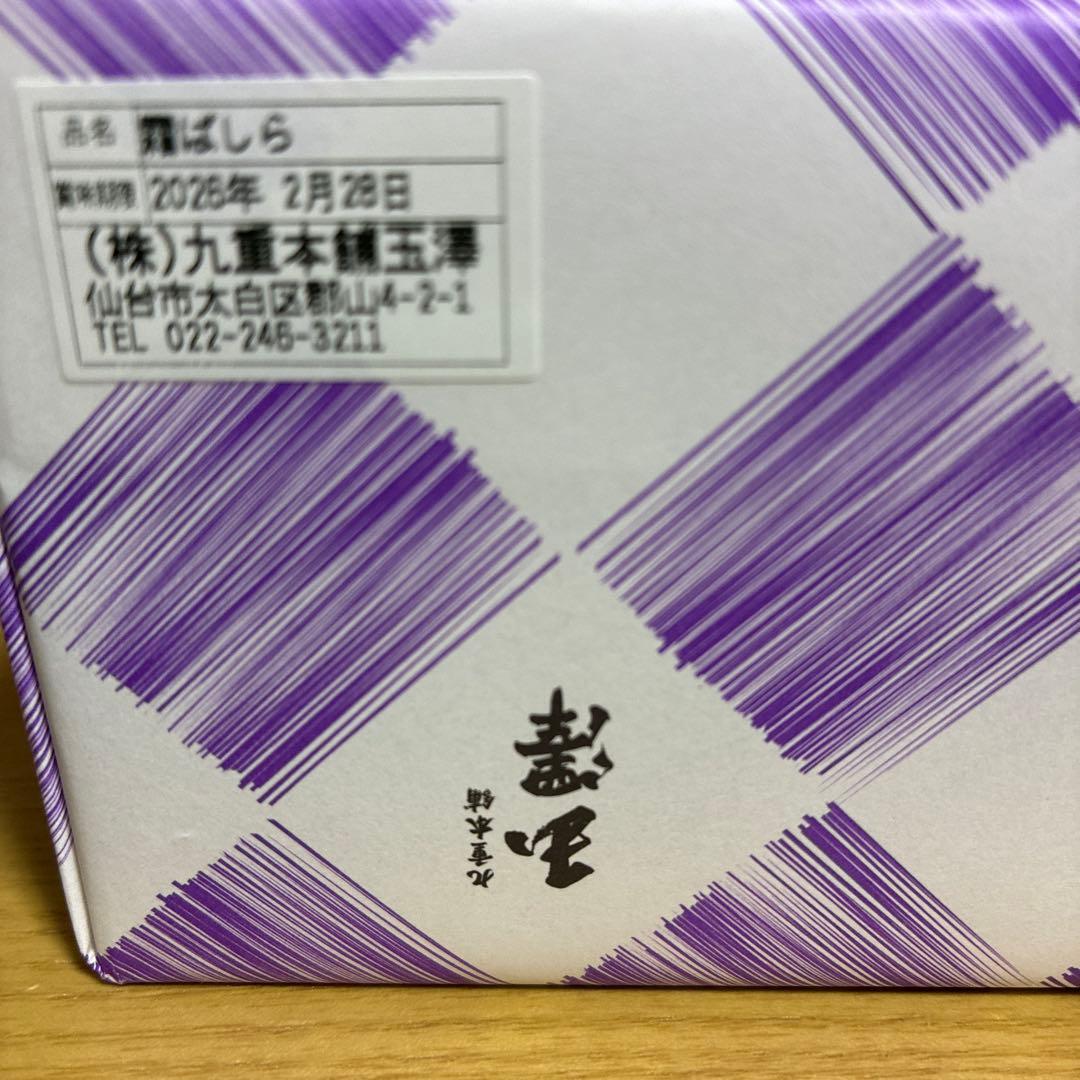 品名 霜ばしら
賞味期限 2026年 2月28日
(株)九重本舗玉澤
仙台市太白区郡山4-2-1
TEL 022-246-3211
九重本舗
玉澤